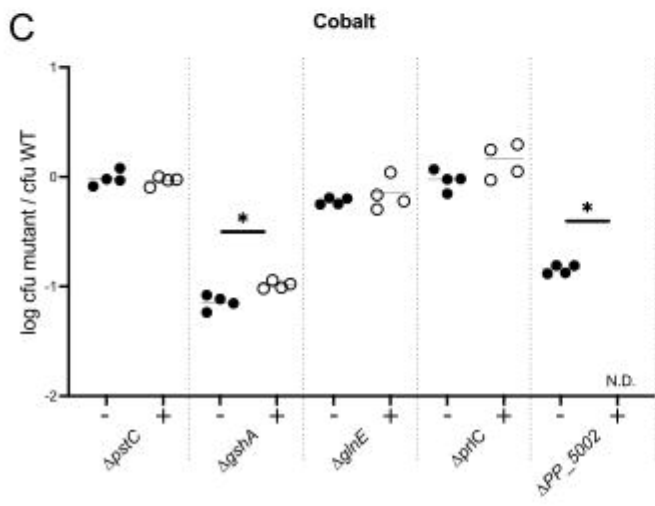 C
Cobalt
log cfu mutant / cfu WT
1
0
-1
-2
*
*
N.D.
- + - + - + - + - +
ΔpstC
ΔgshA
ΔglnE
ΔprlC
ΔPP_5002